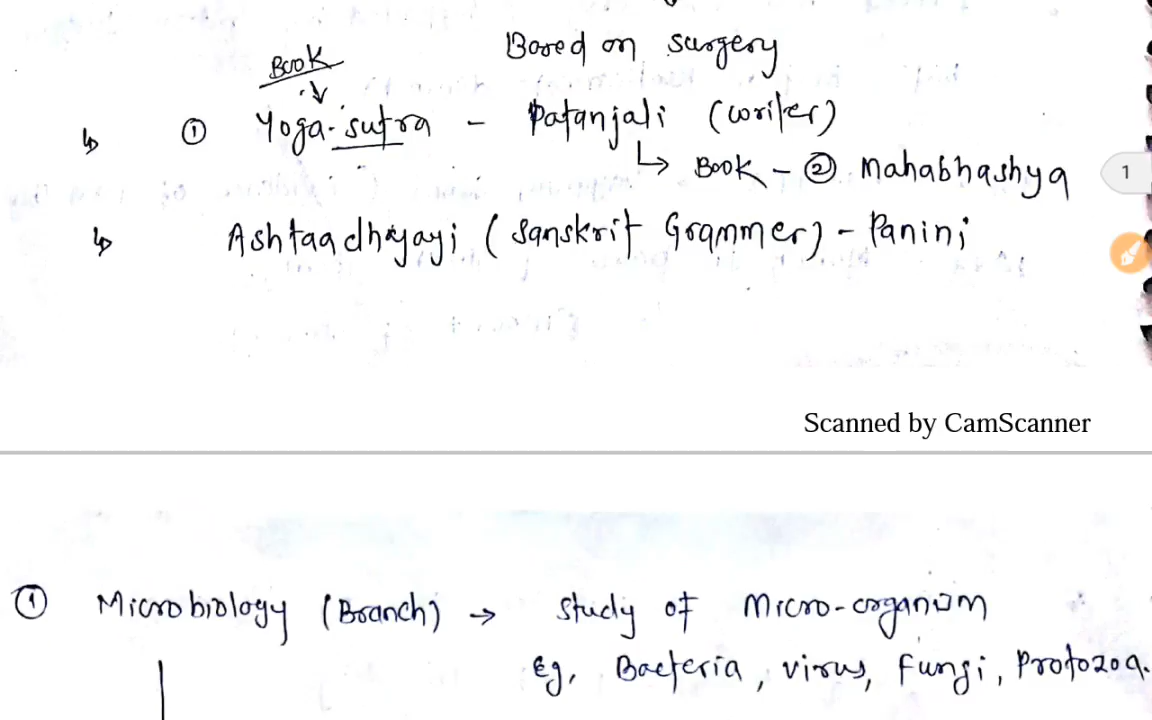 Based on surgery
Book
① Yoga-sutra - Patanjali (writer)
↳ Book - ② Mahabhashya
↳ Ashtaadhyayi (Sanskrit Grammer) - Panini
1
Scanned by CamScanner
① Microbiology (Branch) → study of Micro-organism
Eg, Bacteria, virus, Fungi, Protozoa.